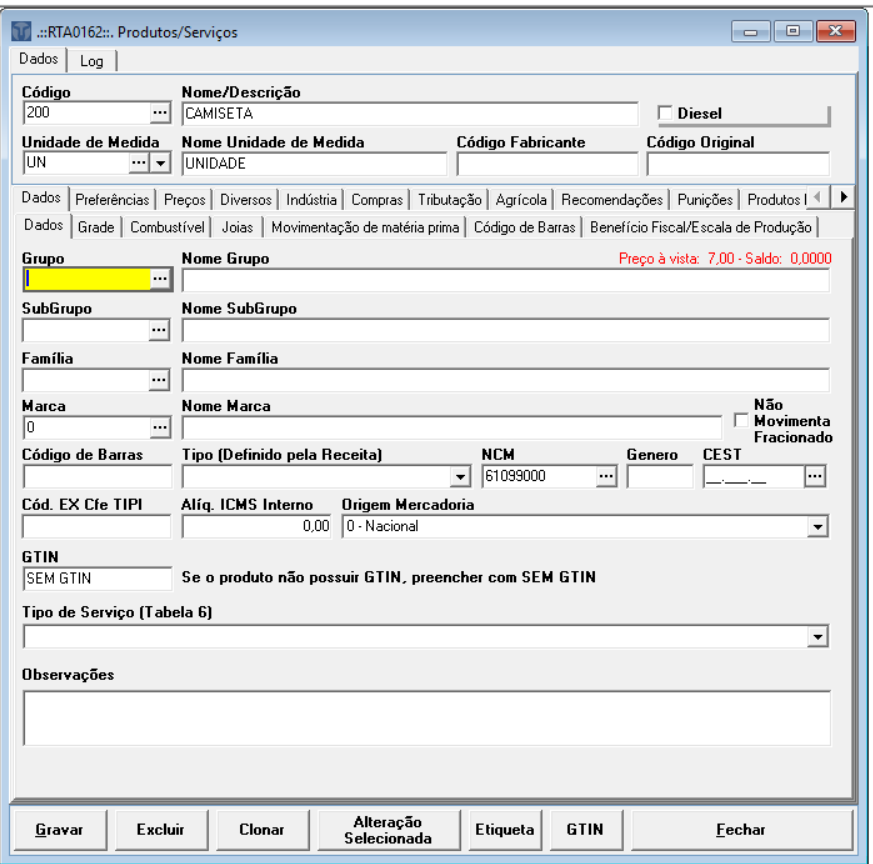 .::RTA0162::. Produtos/Serviços
Dados Log
Código Nome/Descrição
200 ... CAMISETA Diesel
Unidade de Medida Nome Unidade de Medida Código Fabricante Código Original
UN ... UNIDADE
Dados Preferências Preços Diversos Indústria Compras Tributação Agrícola Recomendações Punições Produtos
Dados Grade Combustível Joias Movimentação de matéria prima Código de Barras Benefício Fiscal/Escala de Produção
Grupo Nome Grupo Preço à vista: 7,00 - Saldo: 0,0000
...
SubGrupo Nome SubGrupo
...
Família Nome Família
...
Marca Nome Marca Não Movimenta Fracionado
0 ...
Código de Barras Tipo (Definido pela Receita) NCM Genero CEST
61099000 ... __.___.__ ...
Cód. EX Cfe TIPI Alíq. ICMS Interno Origem Mercadoria
0,00 0 - Nacional
GTIN
SEM GTIN Se o produto não possuir GTIN, preencher com SEM GTIN
Tipo de Serviço (Tabela 6)
Observações
Gravar Excluir Clonar Alteração Selecionada Etiqueta GTIN Fechar